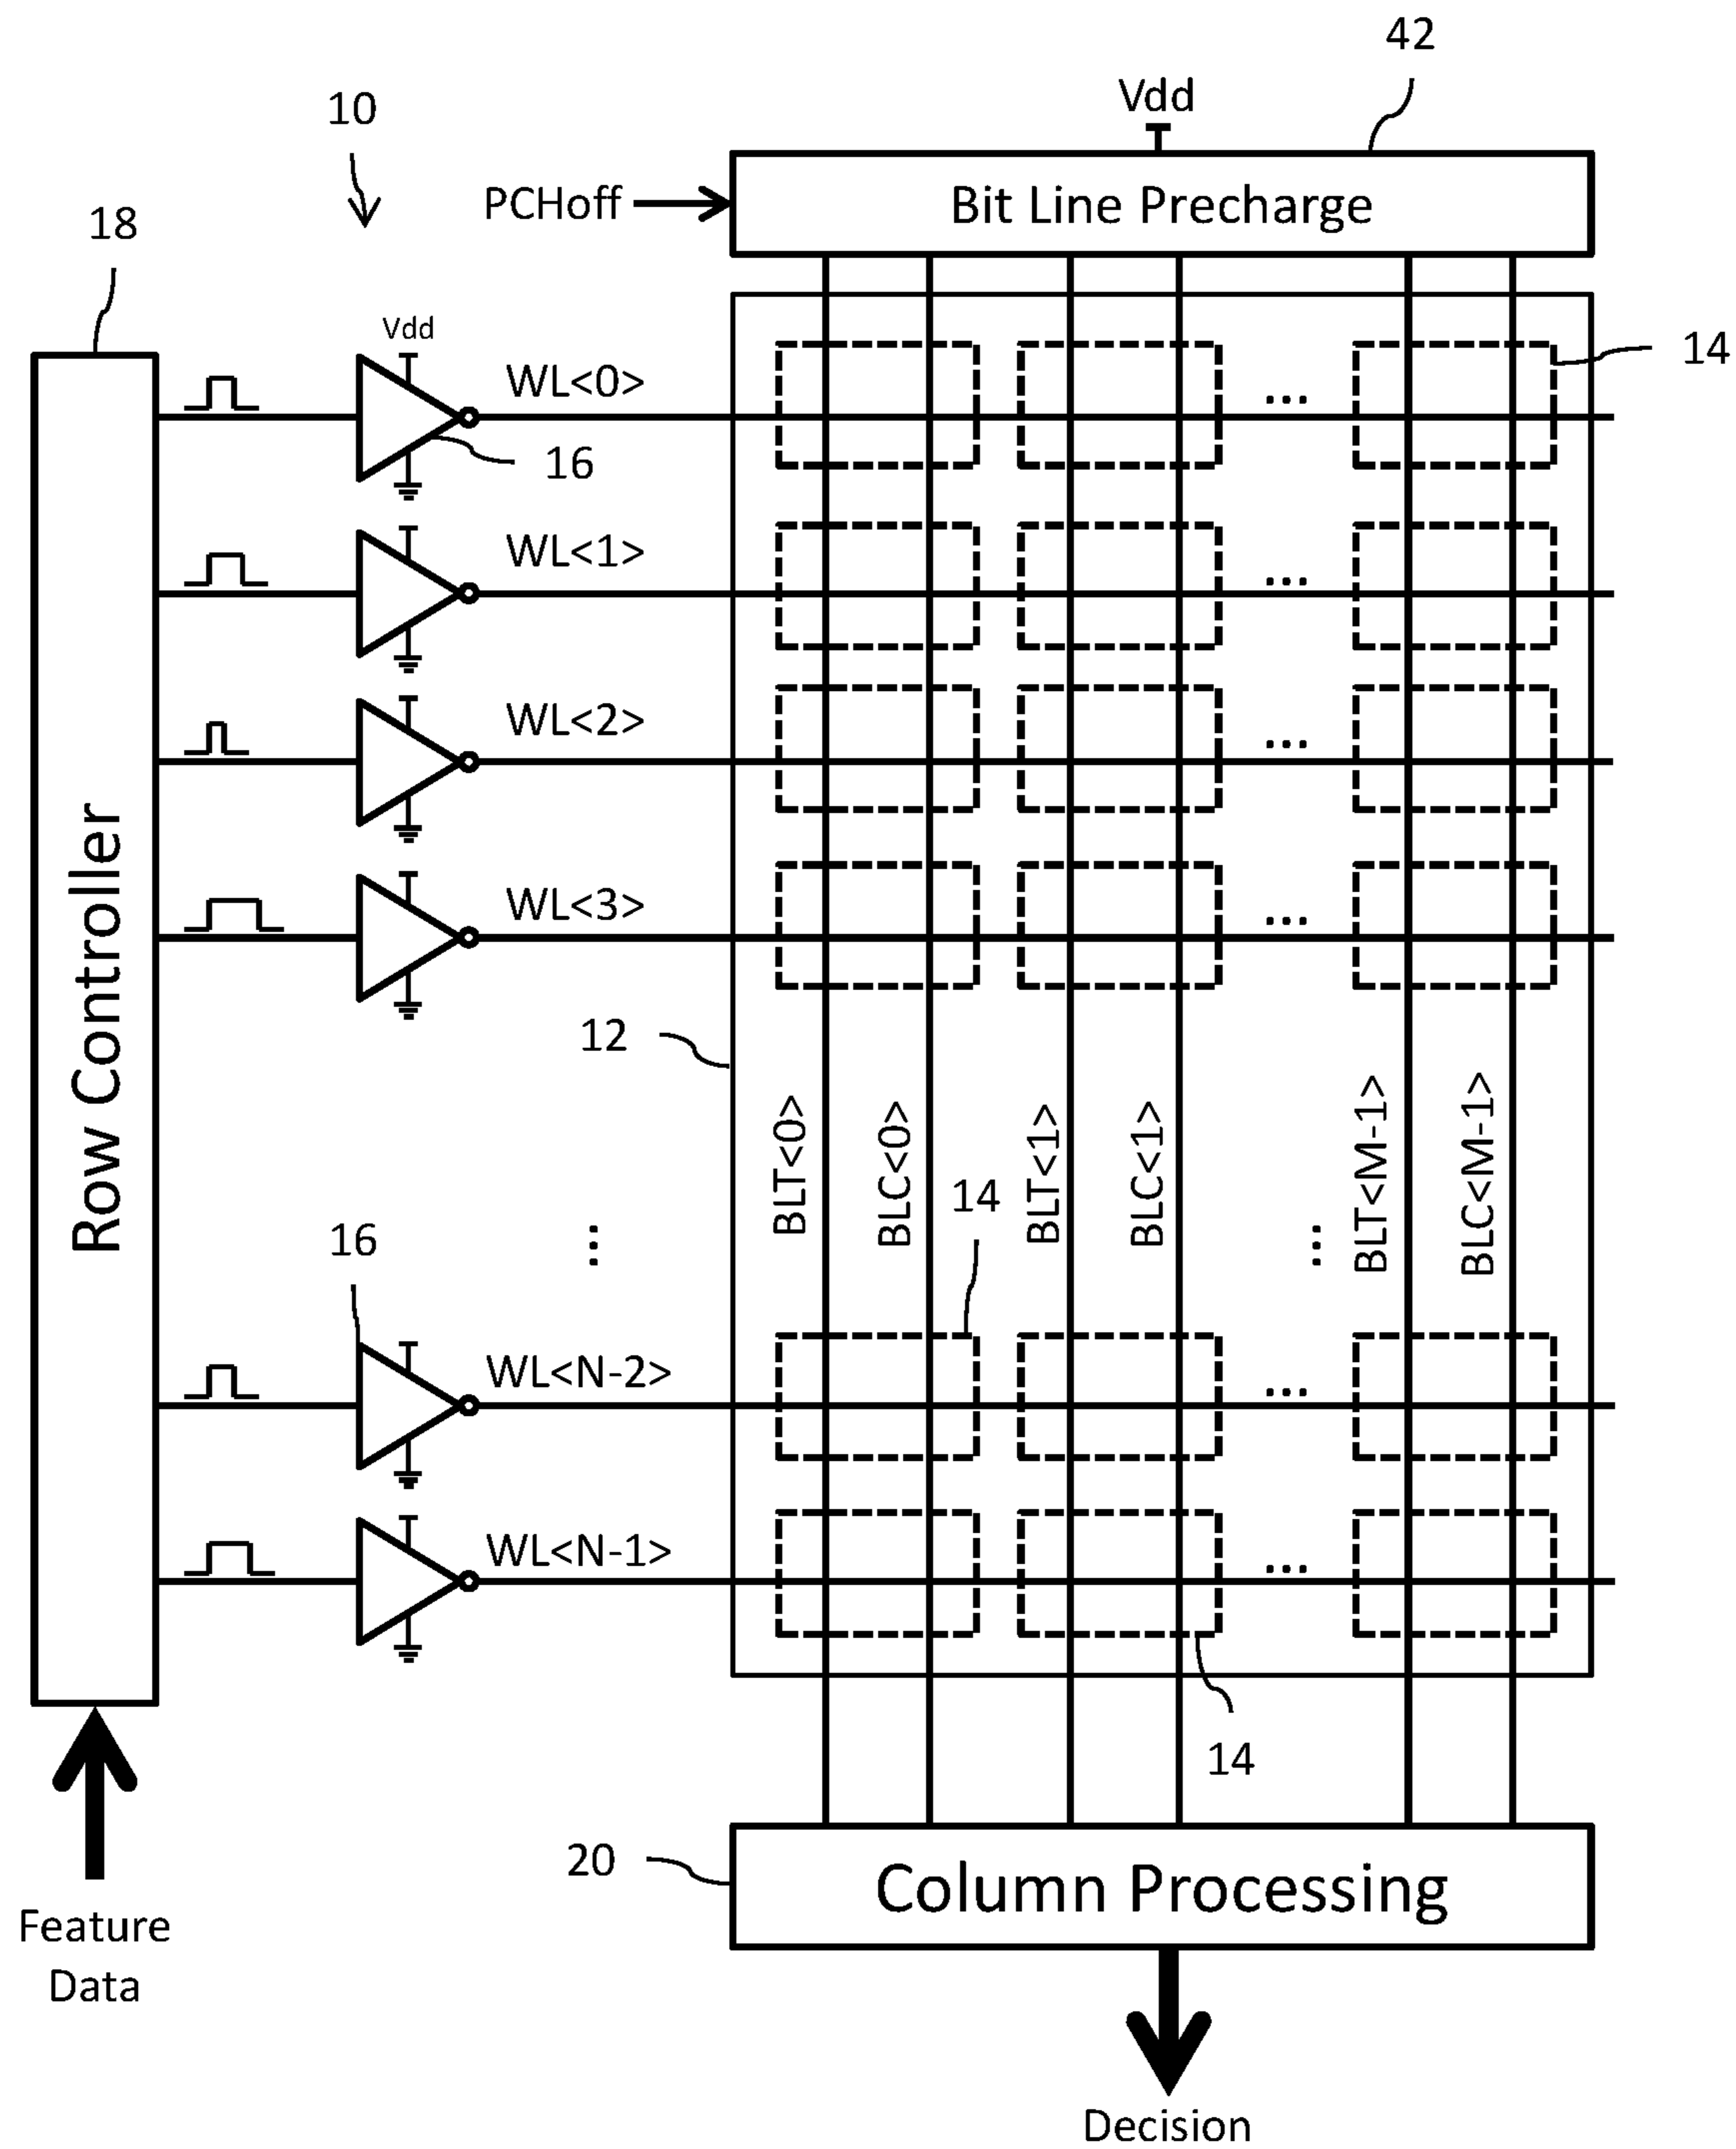 42
Vdd
10
PCHoff
Bit Line Precharge
18
Vdd
14
WL<0>
...
16
WL<1>
...
WL<2>
...
Row Controller
WL<3>
...
12
BLT<0>
BLC<0>
BLT<1>
BLC<1>
BLT<M-1>
BLC<M-1>
14
16
...
...
WL<N-2>
...
WL<N-1>
...
14
20
Column Processing
Feature
Data
Decision